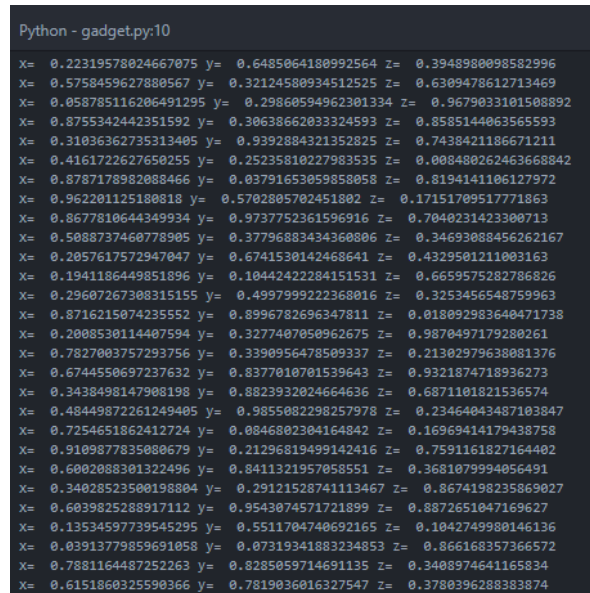 Python - gadget.py:10
x=  0.22319578024667075 y=  0.6485064180992564 z=  0.3948980098582996
x=  0.5758459627880567 y=  0.32124580934512525 z=  0.6309478612713469
x=  0.058785116206491295 y=  0.29860594962301334 z=  0.9679033101508892
x=  0.8755342442351592 y=  0.30638662033324593 z=  0.8585144063565593
x=  0.31036362735313405 y=  0.9392884321352825 z=  0.7438421186671211
x=  0.4161722627650255 y=  0.25235810227983535 z=  0.008480262463668842
x=  0.8787178982088466 y=  0.03791653059858058 z=  0.8194141106127972
x=  0.962201125180818 y=  0.5702805702451802 z=  0.17151709517771863
x=  0.8677810644349934 y=  0.9737752361596916 z=  0.7040231423300713
x=  0.5088737460778905 y=  0.37796883434360806 z=  0.34693088456262167
x=  0.2057617572947047 y=  0.6741530142468641 z=  0.4329501211003163
x=  0.1941186449851896 y=  0.10442422284151531 z=  0.6659575282786826
x=  0.29607267308315155 y=  0.4997999222368016 z=  0.3253456548759963
x=  0.8716215074235552 y=  0.8996782696347811 z=  0.018092983640471738
x=  0.2008530114407594 y=  0.3277407050962675 z=  0.9870497179280261
x=  0.7827003757293756 y=  0.3390956478509337 z=  0.21302979638081376
x=  0.6744550697237632 y=  0.8377010701539643 z=  0.9321874718936273
x=  0.3438498147908198 y=  0.8823932024664636 z=  0.6871101821536574
x=  0.48449872261249405 y=  0.9855082298257978 z=  0.23464043487103847
x=  0.7254651862412724 y=  0.0846802304164842 z=  0.16969414179438758
x=  0.9109877835080679 y=  0.21296819499142416 z=  0.7591161827164402
x=  0.6002088301322496 y=  0.8411321957058551 z=  0.3681079994056491
x=  0.34028523500198804 y=  0.29121528741113467 z=  0.8674198235869027
x=  0.6039825288917112 y=  0.9543074571721899 z=  0.8872651047169627
x=  0.13534597739545295 y=  0.5511704740692165 z=  0.1042749980146136
x=  0.03913779859691058 y=  0.07319341883234853 z=  0.866168357366572
x=  0.7881164487252263 y=  0.8285059714691135 z=  0.3408974641165834
x=  0.6151860325590366 y=  0.7819036016327547 z=  0.3780396288383874